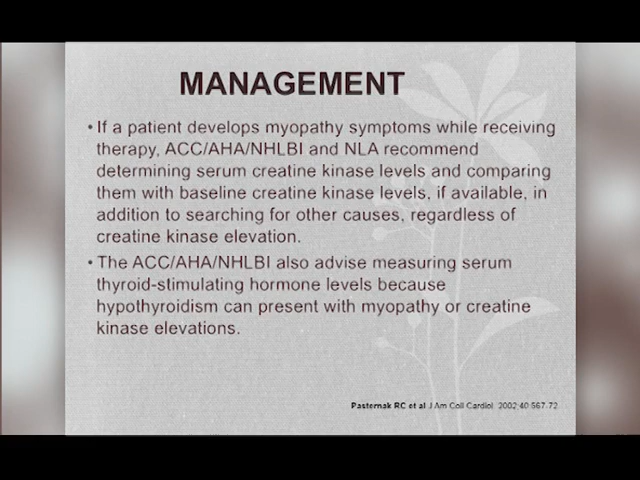 MANAGEMENT
• If a patient develops myopathy symptoms while receiving
therapy, ACC/AHA/NHLBI and NLA recommend
determining serum creatine kinase levels and comparing
them with baseline creatine kinase levels, if available, in
addition to searching for other causes, regardless of
creatine kinase elevation.
• The ACC/AHA/NHLBI also advise measuring serum
thyroid-stimulating hormone levels because
hypothyroidism can present with myopathy or creatine
kinase elevations.
Pasternak RC et al J Am Coll Cardiol. 2002;40:567-72.